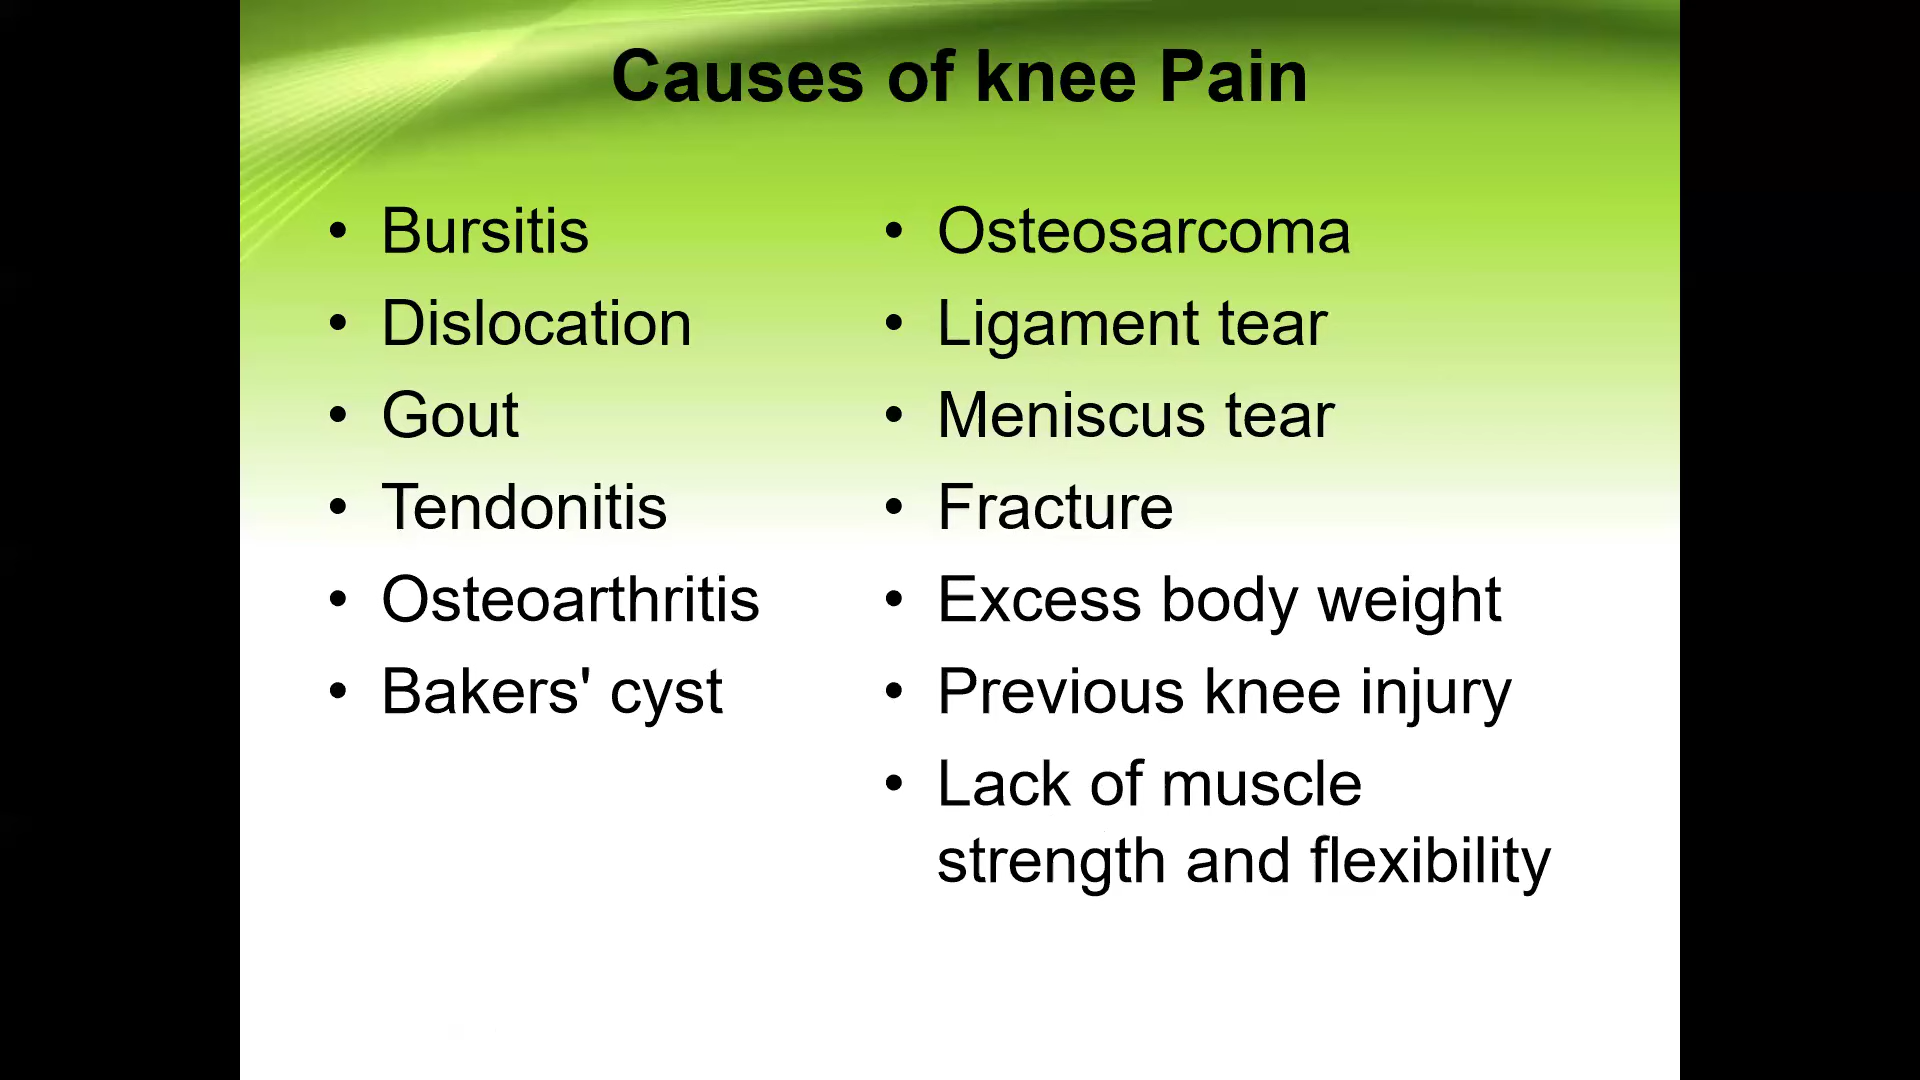 Causes of knee Pain
• Bursitis
• Dislocation
• Gout
• Tendonitis
• Osteoarthritis
• Bakers' cyst
• Osteosarcoma
• Ligament tear
• Meniscus tear
• Fracture
• Excess body weight
• Previous knee injury
• Lack of muscle
strength and flexibility